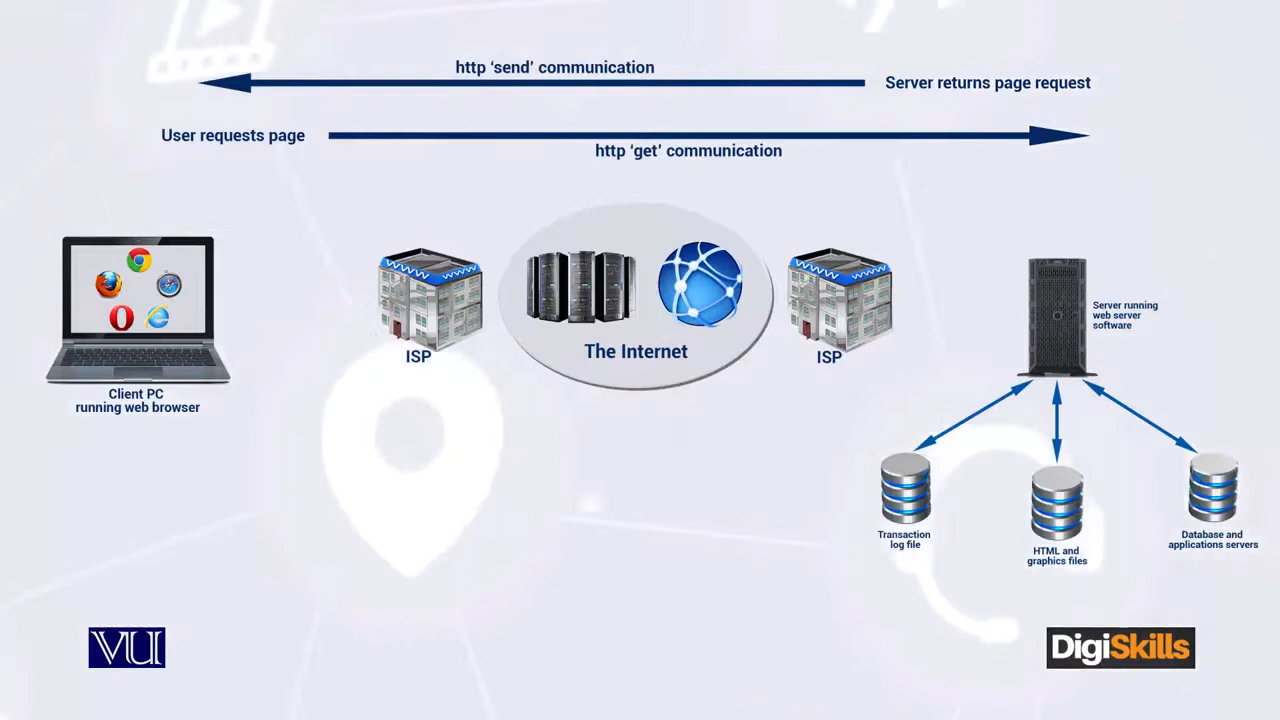 http ‘send’ communication
Server returns page request
User requests page
http ‘get’ communication
Client PC
running web browser
ISP
The Internet
ISP
Server running
web server
software
Transaction
log file
HTML and
graphics files
Database and
applications servers
VU
DigiSkills